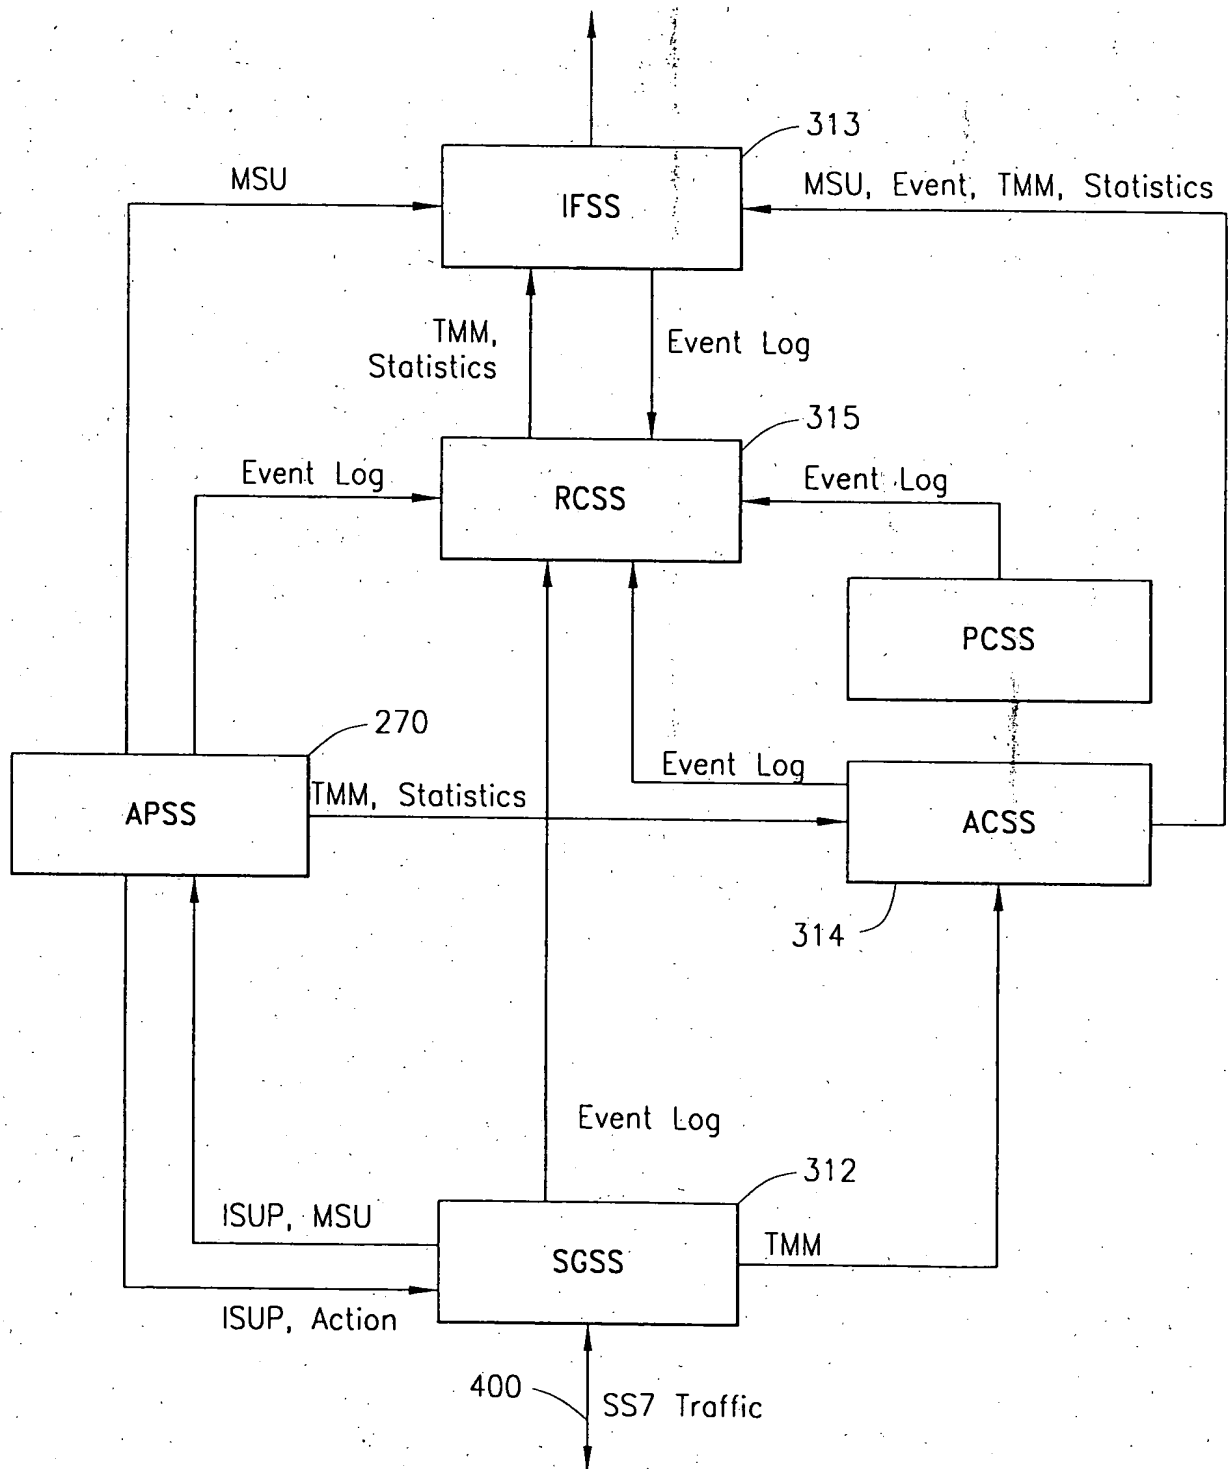 313
MSU
MSU, Event, TMM, Statistics
IFSS
TMM,
Statistics
Event Log
315
Event Log
Event Log
RCSS
PCSS
270
Event Log
TMM, Statistics
APSS
ACSS
314
Event Log
312
ISUP, MSU
TMM
SGSS
ISUP, Action
400
SS7 Traffic